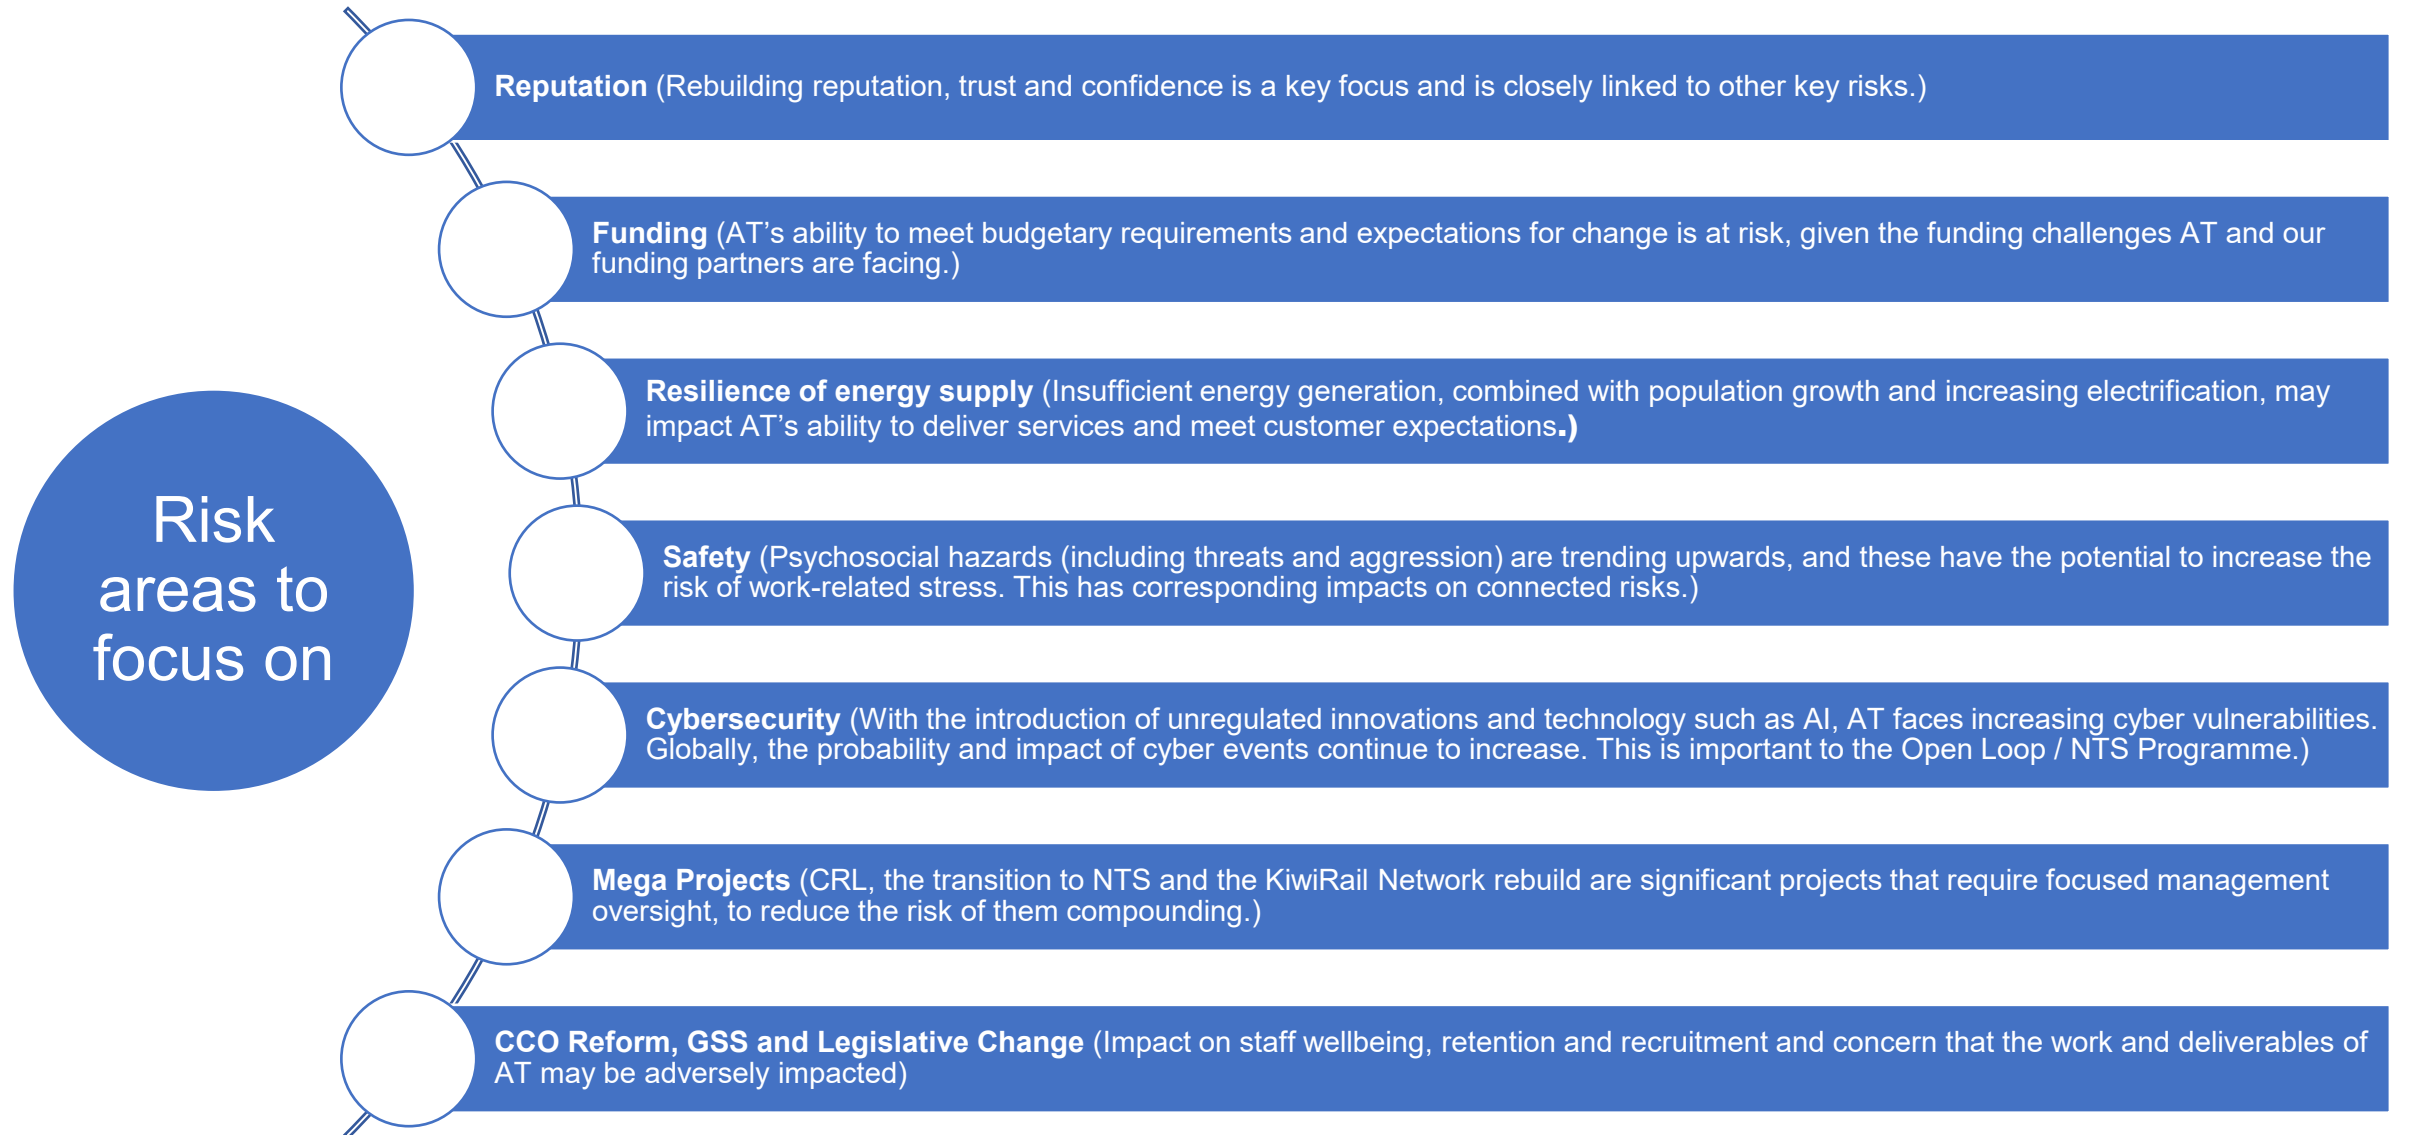 Risk
areas to
focus on
Reputation (Rebuilding reputation, trust and confidence is a key focus and is closely linked to other key risks.)
Funding (AT’s ability to meet budgetary requirements and expectations for change is at risk, given the funding challenges AT and our
funding partners are facing.)
Resilience of energy supply (Insufficient energy generation, combined with population growth and increasing electrification, may
impact AT’s ability to deliver services and meet customer expectations.)
Safety (Psychosocial hazards (including threats and aggression) are trending upwards, and these have the potential to increase the
risk of work-related stress. This has corresponding impacts on connected risks.)
Cybersecurity (With the introduction of unregulated innovations and technology such as AI, AT faces increasing cyber vulnerabilities.
Globally, the probability and impact of cyber events continue to increase. This is important to the Open Loop / NTS Programme.)
Mega Projects (CRL, the transition to NTS and the KiwiRail Network rebuild are significant projects that require focused management
oversight, to reduce the risk of them compounding.)
CCO Reform, GSS and Legislative Change (Impact on staff wellbeing, retention and recruitment and concern that the work and deliverables of
AT may be adversely impacted)